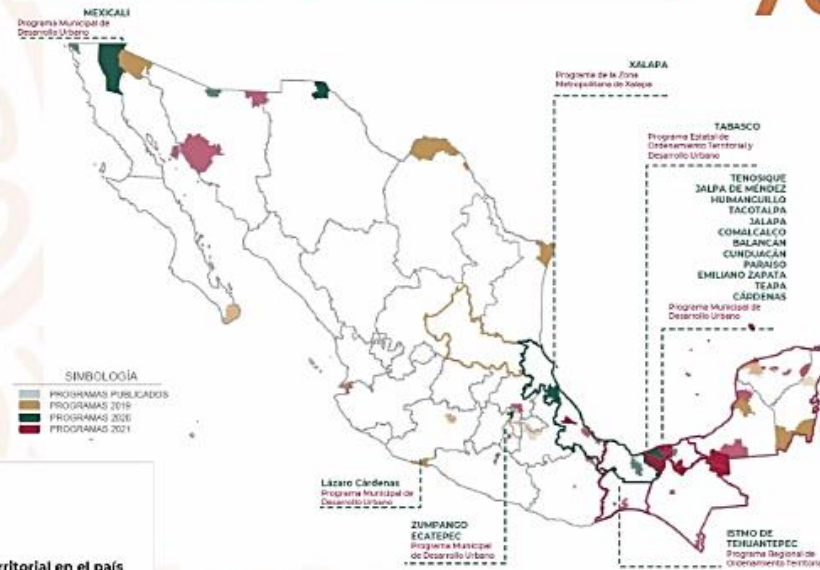 MEXICALI
Programa Municipal de
Desarrollo Urbano
XALAPA
Programa de la Zona
Metropolitana de Xalapa
TABASCO
Programa Estatal de
Ordenamiento Territorial y
Desarrollo Urbano
TENOSIQUE
JALPA DE MÉNDEZ
HUIMANGUILLO
TACOTALPA
JALAPA
COMALCALCO
BALANCÁN
CUNDUACÁN
PARAÍSO
EMILIANO ZAPATA
TEAPA
CÁRDENAS
Programa Municipal de
Desarrollo Urbano
SIMBOLOGÍA
PROGRAMAS PUBLICADOS
PROGRAMAS 2019
PROGRAMAS 2020
PROGRAMAS 2021
Lázaro Cárdenas
Programa Municipal de
Desarrollo Urbano
ZUMPANGO
ECATEPEC
Programa Municipal
de Desarrollo Urbano
ISTMO DE
TEHUANTEPEC
Programa Regional de
Ordenamiento Territoria
rritorial en el país